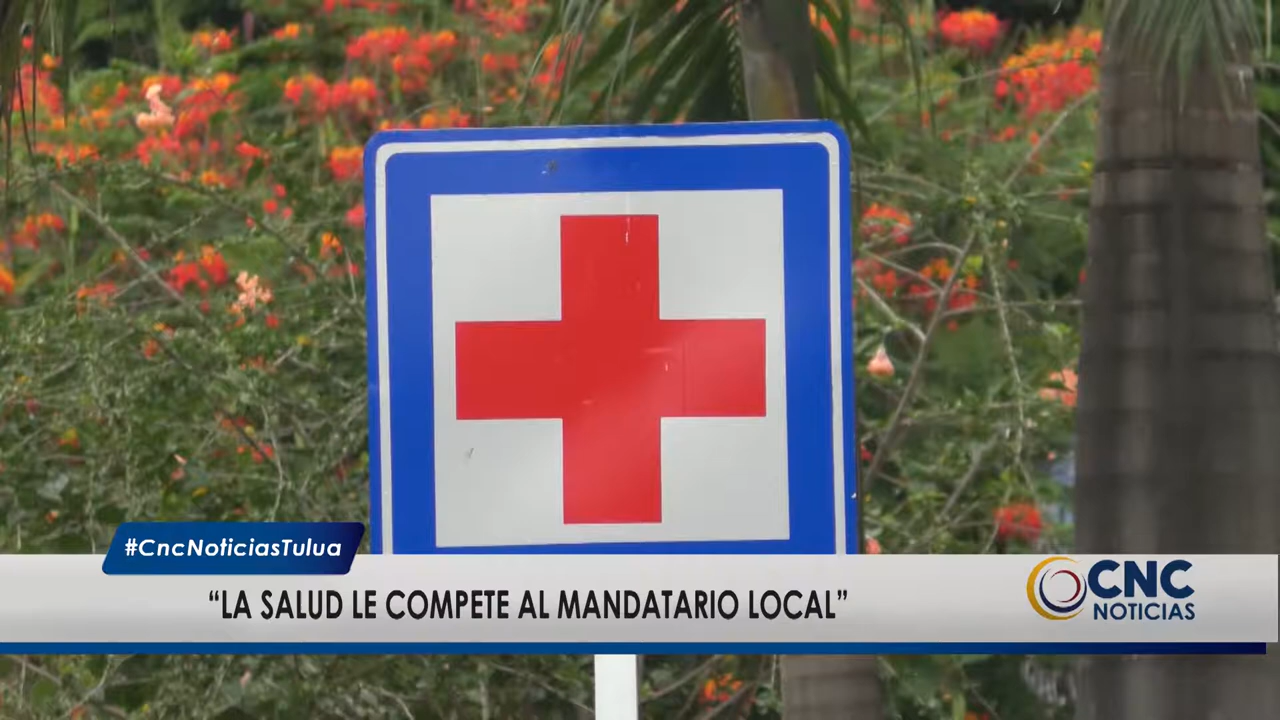 #CncNoticiasTulua
“LA SALUD LE COMPETE AL MANDATARIO LOCAL”
CNC
NOTICIAS